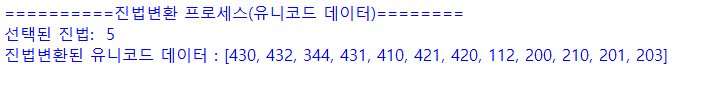 ==========진법변환 프로세스(유니코드 데이터)========
선택된 진법:  5
진법변환된 유니코드 데이터 : [430, 432, 344, 431, 410, 421, 420, 112, 200, 210, 201, 203]